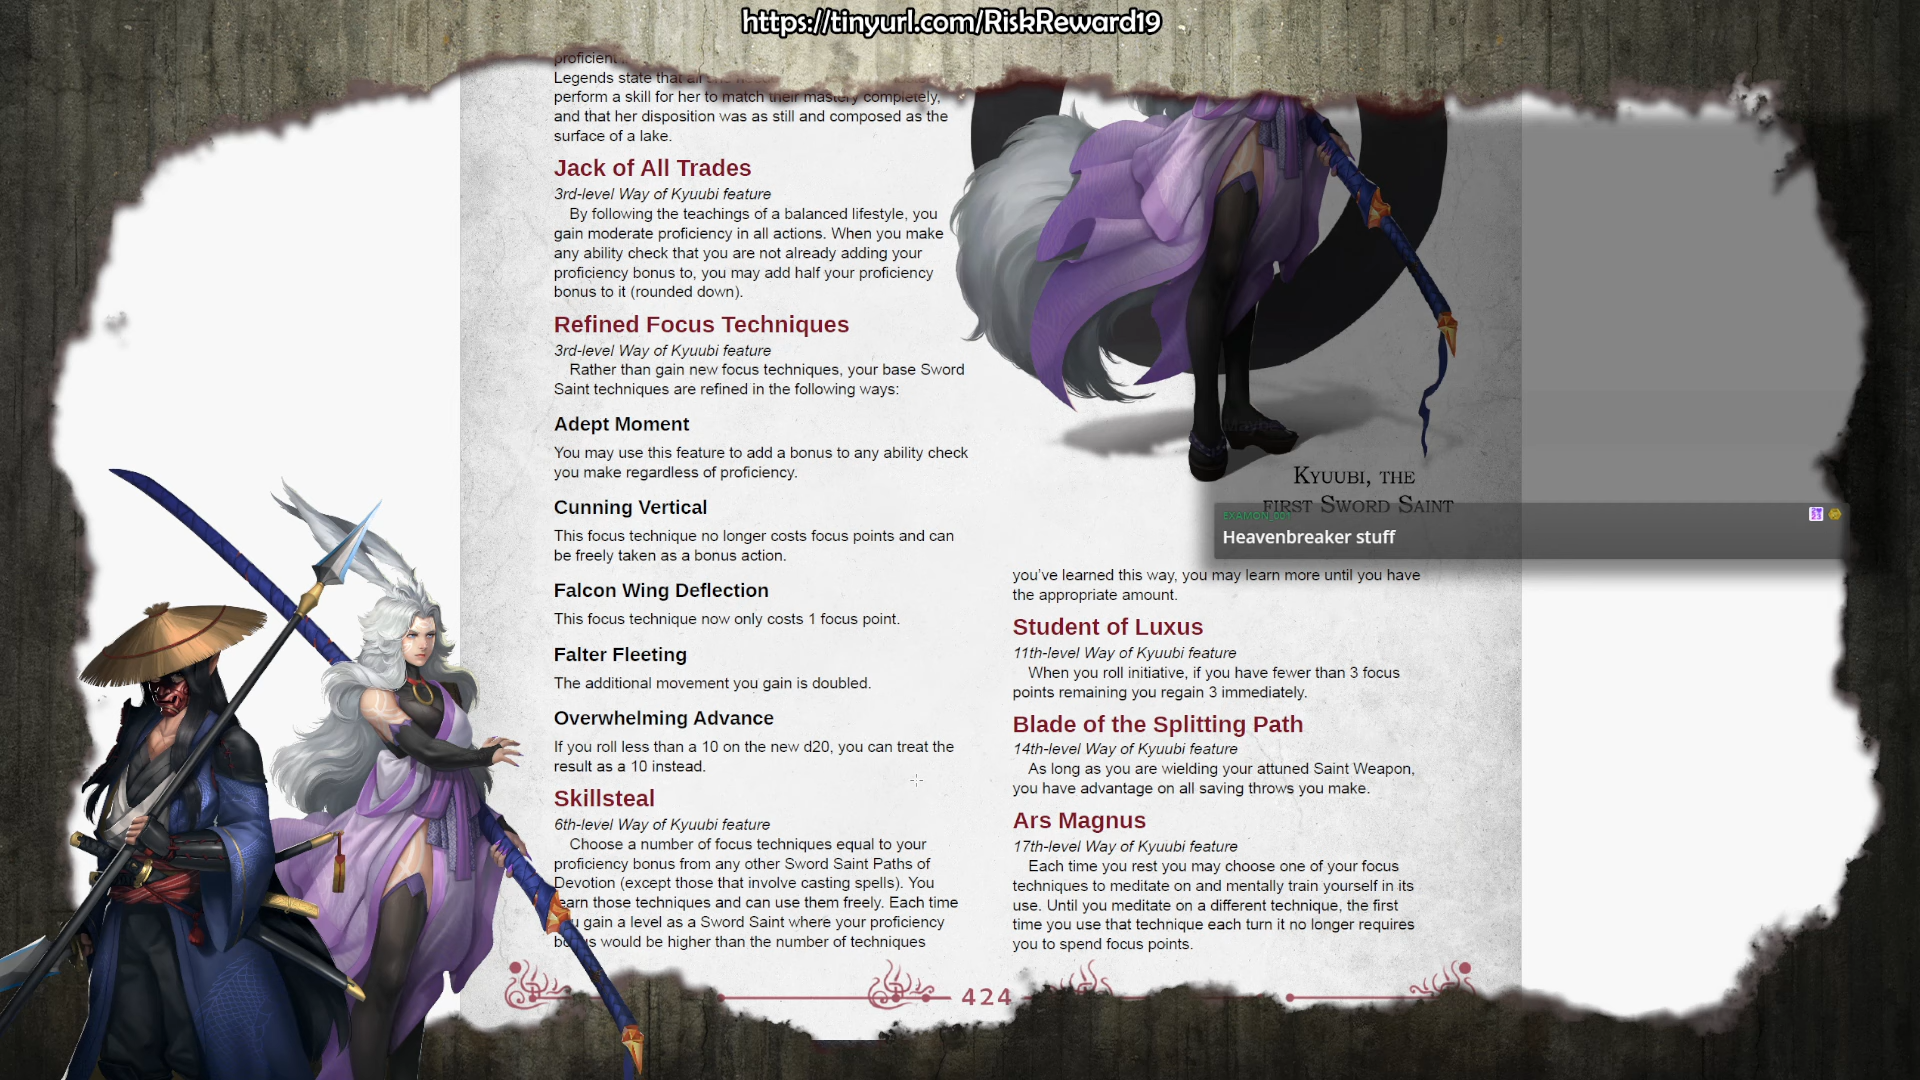 https://tinyurl.com/RiskReward19
proficient
Legends state that all
perform a skill for her to match their mastery completely,
and that her disposition was as still and composed as the
surface of a lake.
Jack of All Trades
3rd-level Way of Kyuubi feature
By following the teachings of a balanced lifestyle, you
gain moderate proficiency in all actions. When you make
any ability check that you are not already adding your
proficiency bonus to, you may add half your proficiency
bonus to it (rounded down).
Refined Focus Techniques
3rd-level Way of Kyuubi feature
Rather than gain new focus techniques, your base Sword
Saint techniques are refined in the following ways:
Adept Moment
You may use this feature to add a bonus to any ability check
you make regardless of proficiency.
Cunning Vertical
This focus technique no longer costs focus points and can
be freely taken as a bonus action.
Falcon Wing Deflection
This focus technique now only costs 1 focus point.
Falter Fleeting
The additional movement you gain is doubled.
Overwhelming Advance
If you roll less than a 10 on the new d20, you can treat the
result as a 10 instead.
Skillsteal
6th-level Way of Kyuubi feature
Choose a number of focus techniques equal to your
proficiency bonus from any other Sword Saint Paths of
Devotion (except those that involve casting spells). You
learn those techniques and can use them freely. Each time
you gain a level as a Sword Saint where your proficiency
bonus would be higher than the number of techniques
Kyuubi, the
first Sword Saint
EXAMON_001
Heavenbreaker stuff
you've learned this way, you may learn more until you have
the appropriate amount.
Student of Luxus
11th-level Way of Kyuubi feature
When you roll initiative, if you have fewer than 3 focus
points remaining you regain 3 immediately.
Blade of the Splitting Path
14th-level Way of Kyuubi feature
As long as you are wielding your attuned Saint Weapon,
you have advantage on all saving throws you make.
Ars Magnus
17th-level Way of Kyuubi feature
Each time you rest you may choose one of your focus
techniques to meditate on and mentally train yourself in its
use. Until you meditate on a different technique, the first
time you use that technique each turn it no longer requires
you to spend focus points.
424